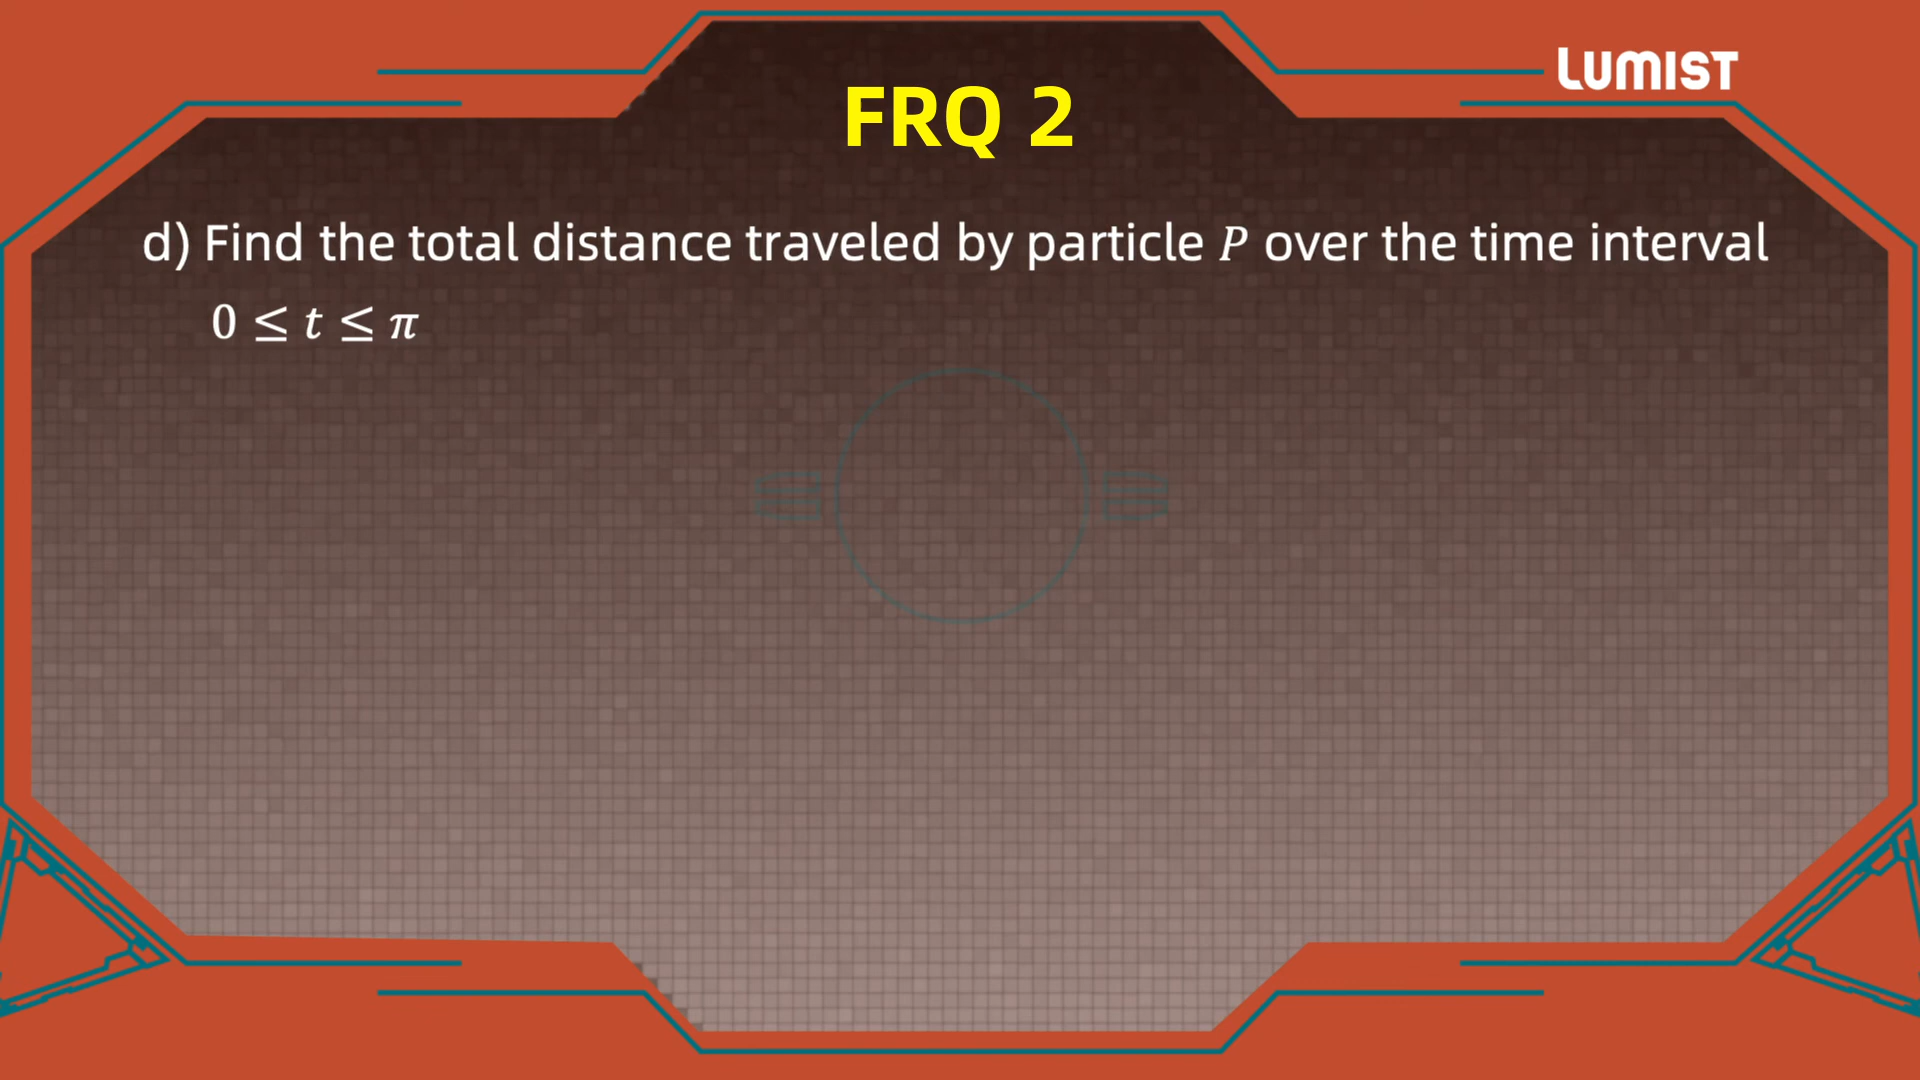 LUMIST
FRQ 2
d) Find the total distance traveled by particle P over the time interval
0 ≤ t ≤ π